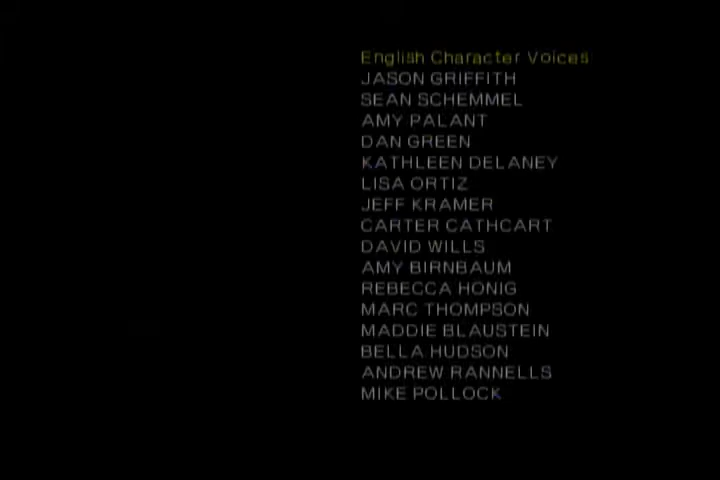 English Character Voices
JASON GRIFFITH
SEAN SCHEMMEL
AMY PALANT
DAN GREEN
KATHLEEN DELANEY
LISA ORTIZ
JEFF KRAMER
CARTER CATHCART
DAVID WILLS
AMY BIRNBAUM
REBECCA HONIG
MARC THOMPSON
MADDIE BLAUSTEIN
BELLA HUDSON
ANDREW RANNELLS
MIKE POLLOCK